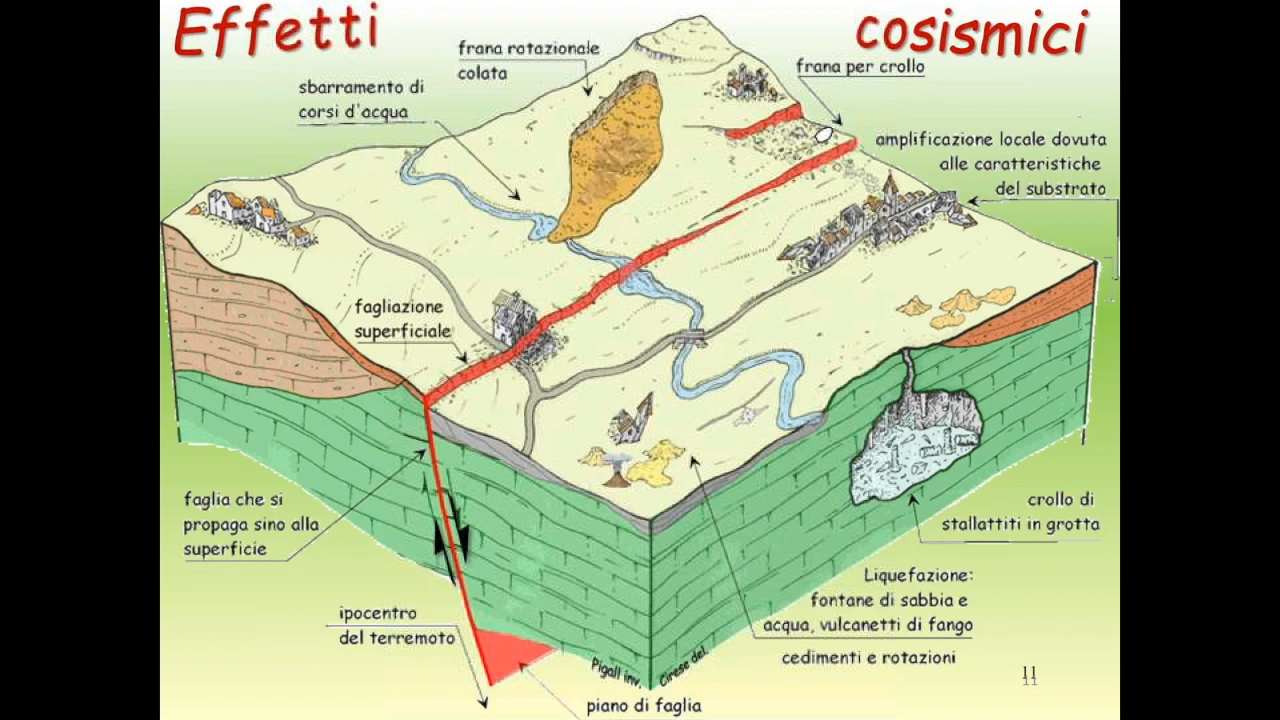 Effetti cosismici
frana rotazionale
colata
frana per crollo
sbarramento di
corsi d'acqua
amplificazione locale dovuta
alle caratteristiche
del substrato
fagliazione
superficiale
faglia che si
propaga sino alla
superficie
crollo di
stallattiti in grotta
Liquefazione:
fontane di sabbia e
acqua, vulcanetti di fango
cedimenti e rotazioni
ipocentro
del terremoto
piano di faglia
Pigall inv. Cirese del.
11